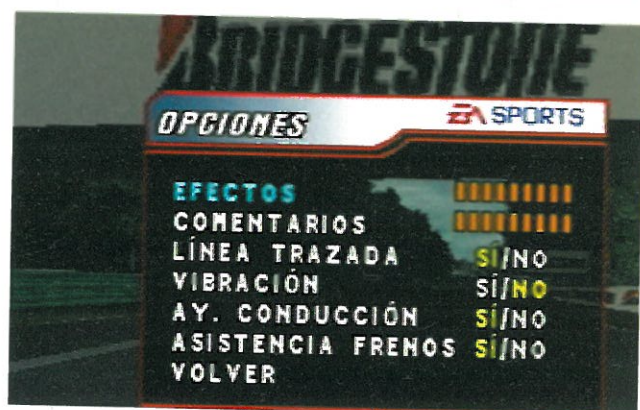 BRIDGESTONE
OPCIONES EA SPORTS
EFECTOS
COMENTARIOS
LÍNEA TRAZADA SÍ/NO
VIBRACIÓN SÍ/NO
AY. CONDUCCIÓN SÍ/NO
ASISTENCIA FRENOS SÍ/NO
VOLVER